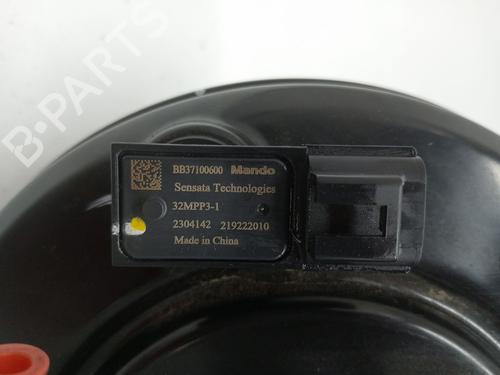 B-PARTS
BB37100600 Mando
Sensata Technologies
32MPP3-1
2304142 219222010
Made in China